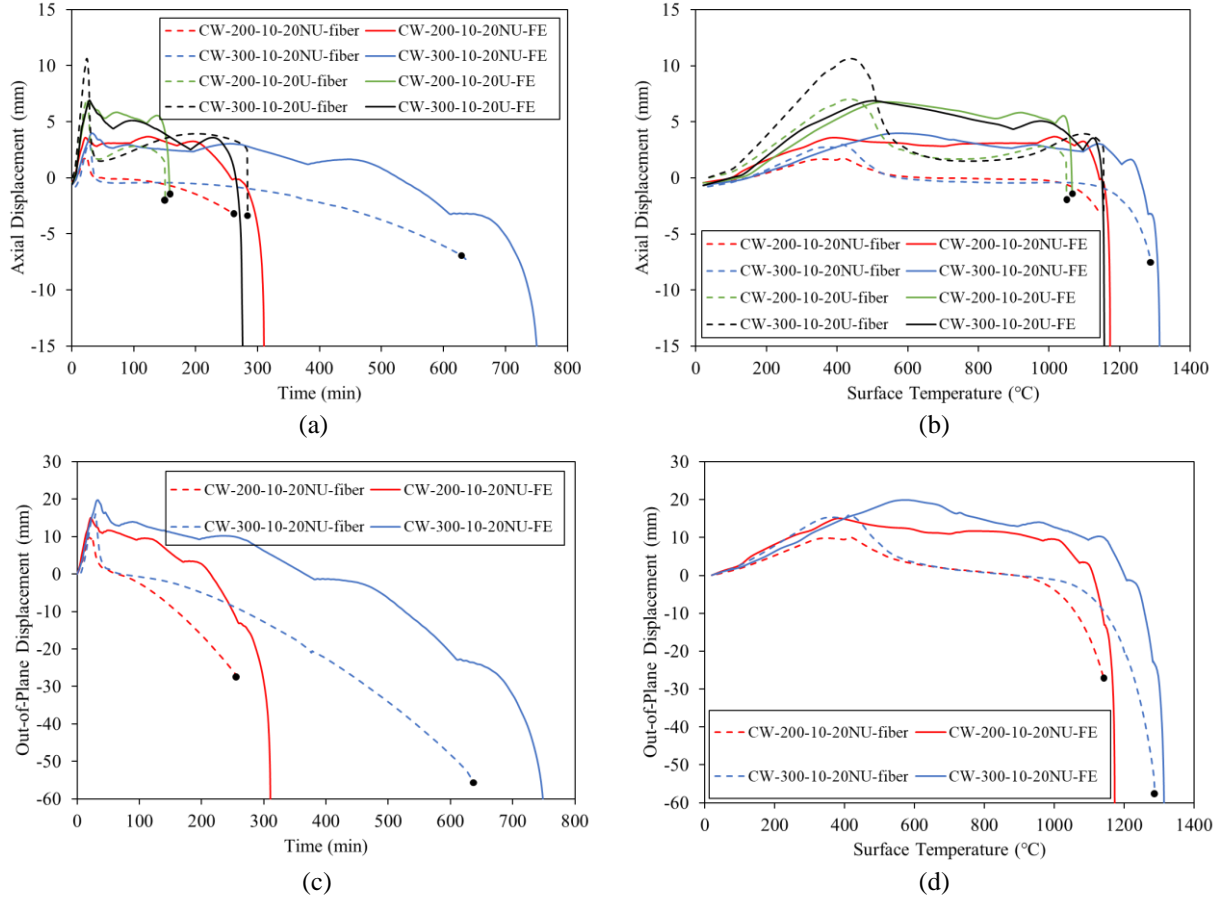 15
10
5
0
-5
-10
-15
Axial Displacement (mm)
CW-200-10-20NU-fiber CW-200-10-20NU-FE
CW-300-10-20NU-fiber CW-300-10-20NU-FE
CW-200-10-20U-fiber CW-200-10-20U-FE
CW-300-10-20U-fiber CW-300-10-20U-FE
0 100 200 300 400 500 600 700 800
Time (min)
(a)
15
10
5
0
-5
-10
-15
Axial Displacement (mm)
CW-200-10-20NU-fiber CW-200-10-20NU-FE
CW-300-10-20NU-fiber CW-300-10-20NU-FE
CW-200-10-20U-fiber CW-200-10-20U-FE
CW-300-10-20U-fiber CW-300-10-20U-FE
0 200 400 600 800 1000 1200 1400
Surface Temperature (°C)
(b)
30
20
10
0
-10
-20
-30
-40
-50
-60
Out-of-Plane Displacement (mm)
CW-200-10-20NU-fiber CW-200-10-20NU-FE
CW-300-10-20NU-fiber CW-300-10-20NU-FE
0 100 200 300 400 500 600 700 800
Time (min)
(c)
30
20
10
0
-10
-20
-30
-40
-50
-60
Out-of-Plane Displacement (mm)
CW-200-10-20NU-fiber CW-200-10-20NU-FE
CW-300-10-20NU-fiber CW-300-10-20NU-FE
0 200 400 600 800 1000 1200 1400
Surface Temperature (°C)
(d)